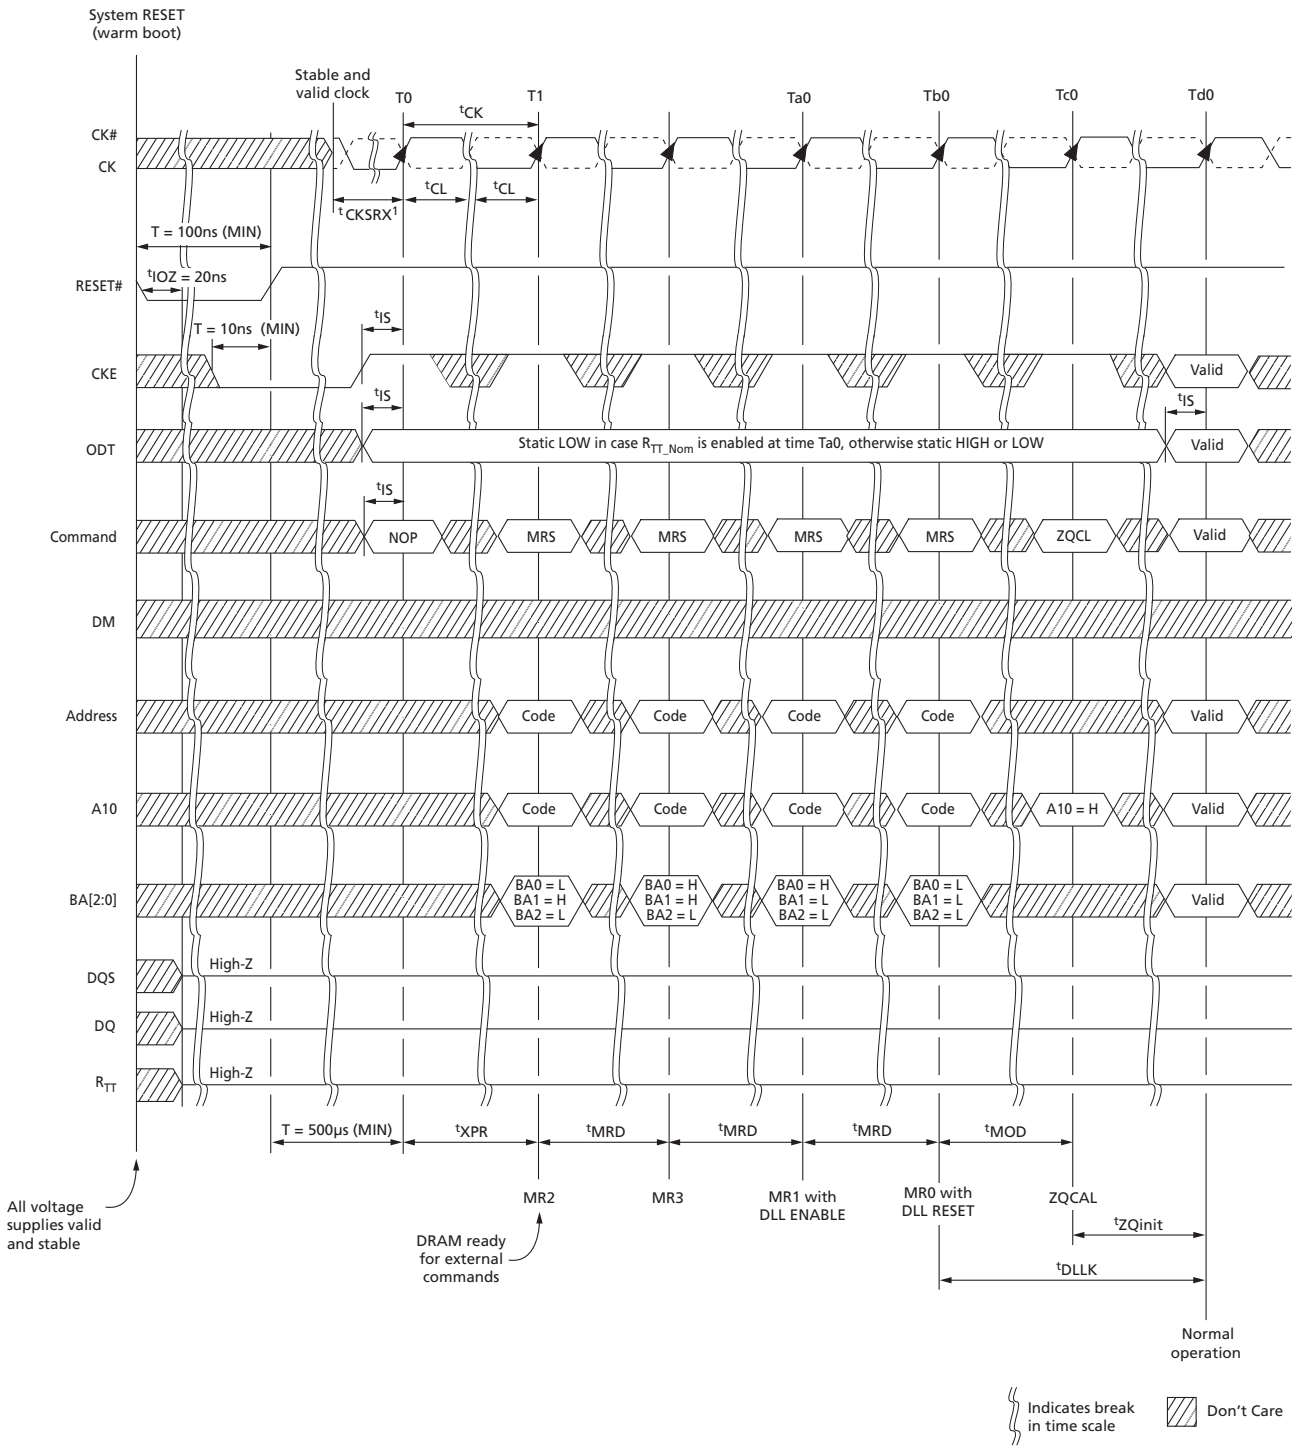 System RESET
(warm boot)
Stable and
valid clock
T0
T1
Ta0
Tb0
Tc0
Td0
tCK
CK#
CK
tCL
tCL
tCKSRX1
T = 100ns (MIN)
tIOZ = 20ns
RESET#
T = 10ns (MIN)
tIS
CKE
Valid
tIS
tIS
ODT
Static LOW in case RTT_Nom is enabled at time Ta0, otherwise static HIGH or LOW
Valid
tIS
Command
NOP
MRS
MRS
MRS
MRS
ZQCL
Valid
DM
Address
Code
Code
Code
Code
Valid
A10
Code
Code
Code
Code
A10 = H
Valid
BA[2:0]
BA0 = L
BA1 = H
BA2 = L
BA0 = H
BA1 = H
BA2 = L
BA0 = H
BA1 = L
BA2 = L
BA0 = L
BA1 = L
BA2 = L
Valid
DQS
High-Z
DQ
High-Z
RTT
High-Z
T = 500μs (MIN)
tXPR
tMRD
tMRD
tMRD
tMOD
All voltage
supplies valid
and stable
MR2
MR3
MR1 with
DLL ENABLE
MR0 with
DLL RESET
ZQCAL
DRAM ready
for external
commands
tZQinit
tDLLK
Normal
operation
Indicates break
in time scale
Don't Care